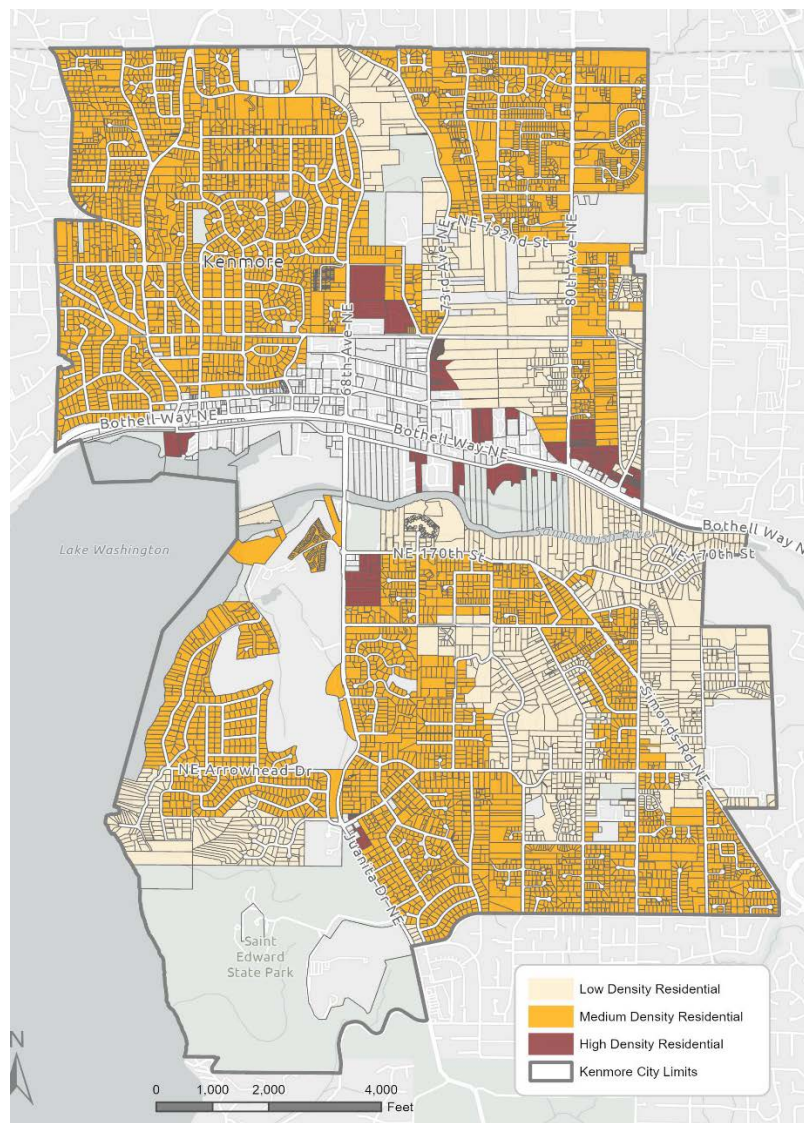 NE 192nd St
73rd Ave NE
80th Ave NE
Kenmore
68th Ave NE
Bothell Way NE
Bothell Way NE
Lake Washington
Sammamish River
Bothell Way N
NE 170th St
NE 170th St
Simonds Rd NE
NE Arrowhead Dr
Juanita Dr NE
Saint
Edward
State Park
Low Density Residential
Medium Density Residential
High Density Residential
Kenmore City Limits
N
0 1,000 2,000 4,000
Feet